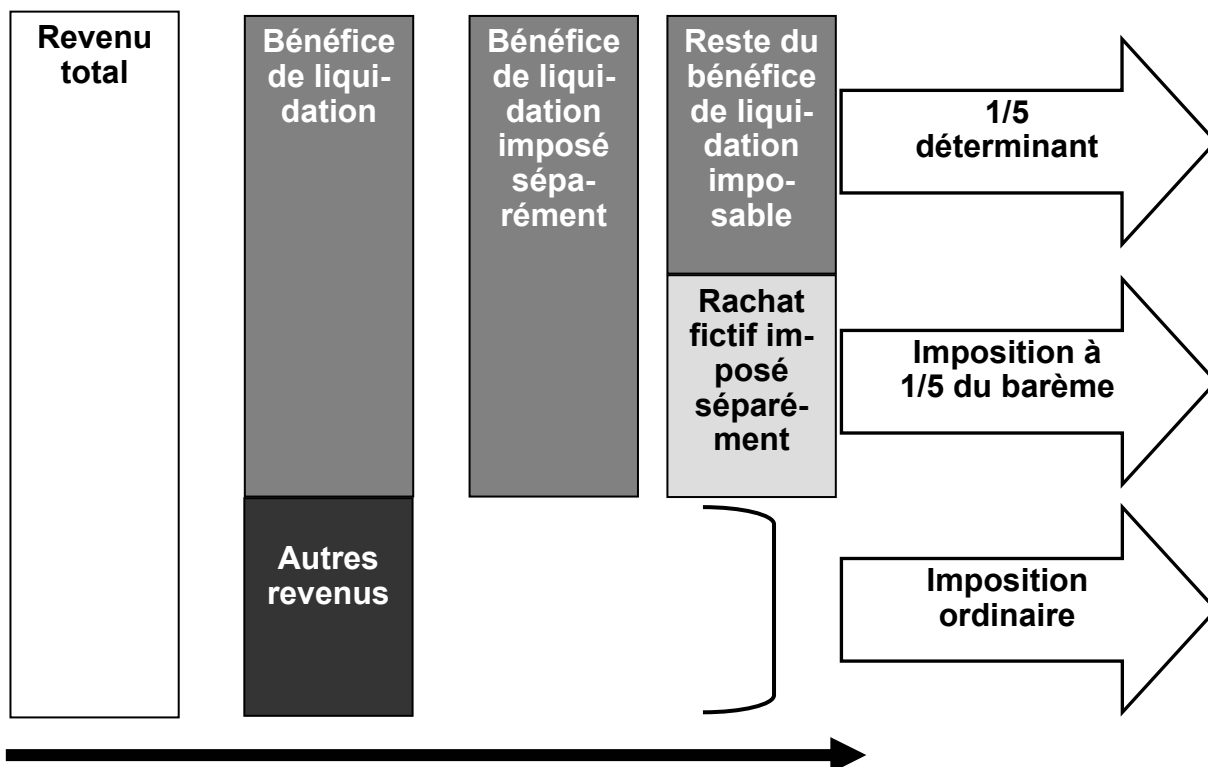 Revenu
total
Bénéfice
de liqui-
dation
Bénéfice
de liqui-
dation
imposé
sépa-
rément
Reste du
bénéfice
de liqui-
dation
impo-
sable
1/5
déterminant
Rachat
fictif im-
posé
séparé-
ment
Imposition à
1/5 du barème
Autres
revenus
Imposition
ordinaire